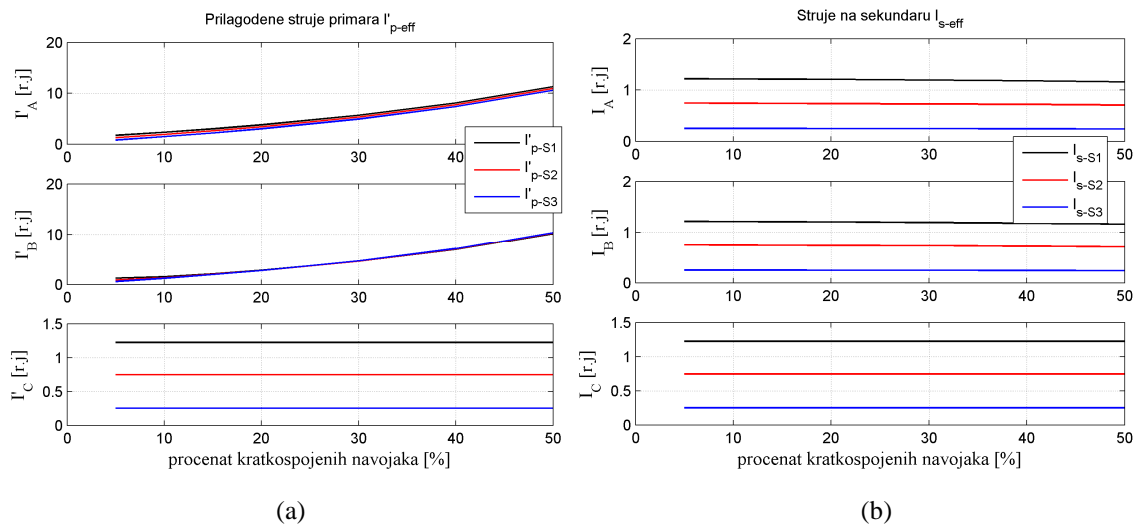 Prilagodene struje primara I'p-eff
20
10
0
I'A [r.j]
0 10 20 30 40 50
I'p-S1
I'p-S2
I'p-S3
20
10
0
I'B [r.j]
0 10 20 30 40 50
1.5
1
0.5
0
I'C [r.j]
0 10 20 30 40 50
procenat kratkospojenih navojaka [%]
(a)
Struje na sekundaru Is-eff
2
1
0
IA [r.j]
0 10 20 30 40 50
Is-S1
Is-S2
Is-S3
2
1
0
IB [r.j]
0 10 20 30 40 50
1.5
1
0.5
0
IC [r.j]
0 10 20 30 40 50
procenat kratkospojenih navojaka [%]
(b)